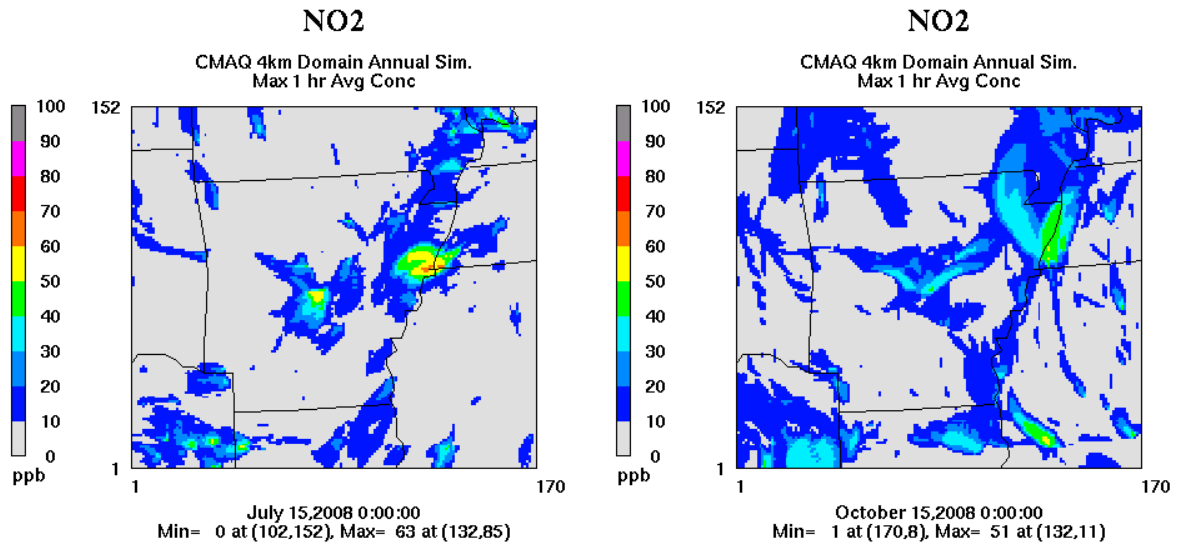 NO2
CMAQ 4km Domain Annual Sim.
Max 1 hr Avg Conc
100
90
80
70
60
50
40
30
20
10
0
ppb
152
1
1
170
July 15,2008 0:00:00
Min= 0 at (102,152), Max= 63 at (132,85)
NO2
CMAQ 4km Domain Annual Sim.
Max 1 hr Avg Conc
100
90
80
70
60
50
40
30
20
10
0
ppb
152
1
1
170
October 15,2008 0:00:00
Min= 1 at (170,8), Max= 51 at (132,11)